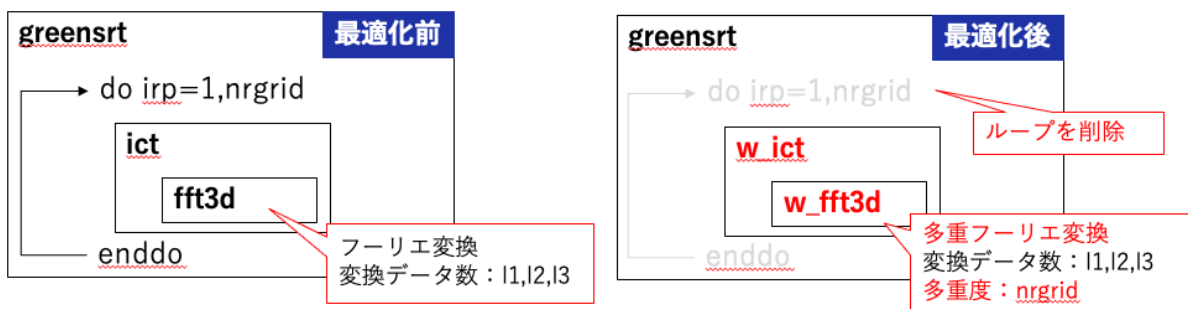 greensrt
最適化前
do irp=1,nrgrid
ict
fft3d
フーリエ変換
変換データ数：l1,l2,l3
enddo
greensrt
最適化後
do irp=1,nrgrid
ループを削除
w_ict
w_fft3d
多重フーリエ変換
変換データ数：l1,l2,l3
多重度：nrgrid
enddo